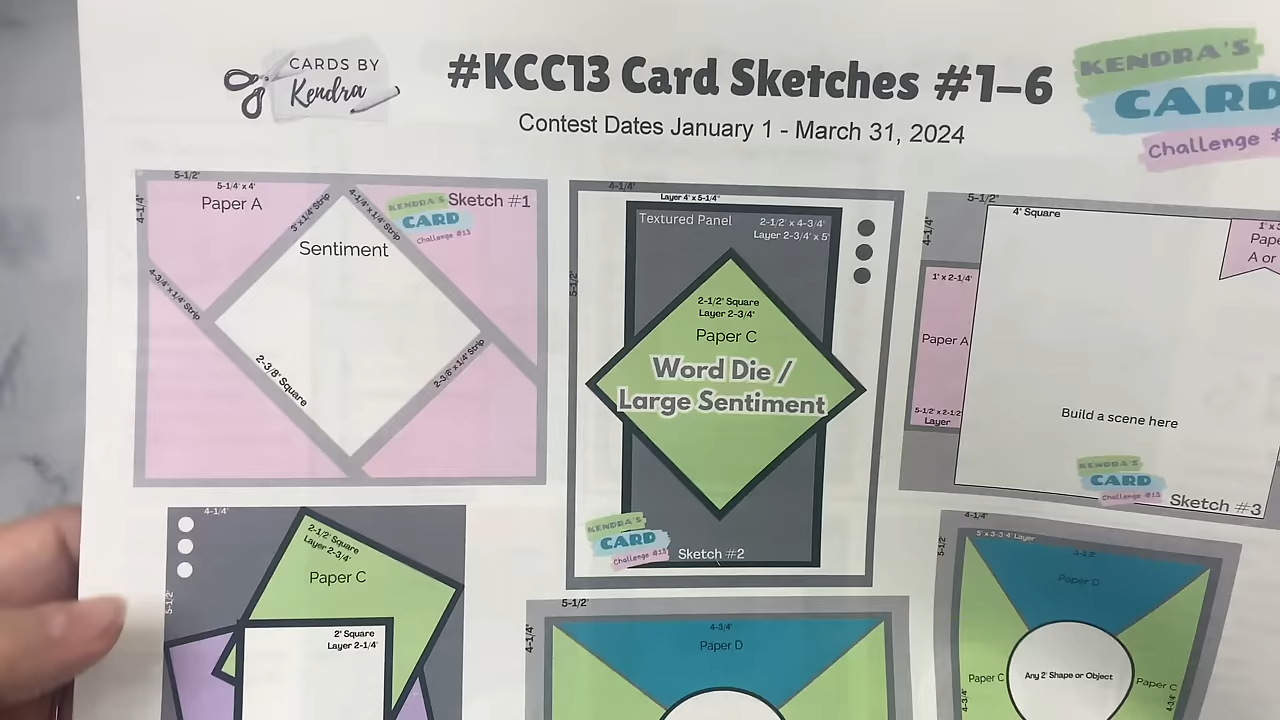 CARDS BY
Kendra
#KCC13 Card Sketches #1-6
Contest Dates January 1 - March 31, 2024
KENDRA'S
CARD
Challenge #
5-1/2"
5-1/4" x 4"
4-1/4"
Paper A
3" x 1/4" Strip
4-1/4" x 1/4" Strip
KENDRA'S
CARD
Challenge #13
Sketch #1
Sentiment
4-3/4" x 1/4" Strip
2-3/8" Square
2-3/8" x 1/4" Strip
4-1/4"
Layer 4" x 5-1/4"
5-1/2"
Textured Panel
2-1/2" x 4-3/4"
Layer 2-3/4" x 5"
2-1/2" Square
Layer 2-3/4"
Paper C
Word Die /
Large Sentiment
KENDRA'S
CARD
Challenge #13
Sketch #2
5-1/2"
4-1/4"
4" Square
A or
1" x 2-1/4"
Paper A
5-1/2" x 2-1/2"
Layer
Build a scene here
KENDRA'S
CARD
Challenge #13
Sketch #3
4-1/4"
5-1/2"
2-1/2" Square
Layer 2-3/4"
Paper C
2" Square
Layer 2-1/4"
5-1/2"
4-1/4"
4-3/4"
Paper D
4-1/4"
5-1/2"
5" x 3-3/4" Layer
Paper D
Paper C
Any 2" Shape or Object
Paper C
4-3/4"